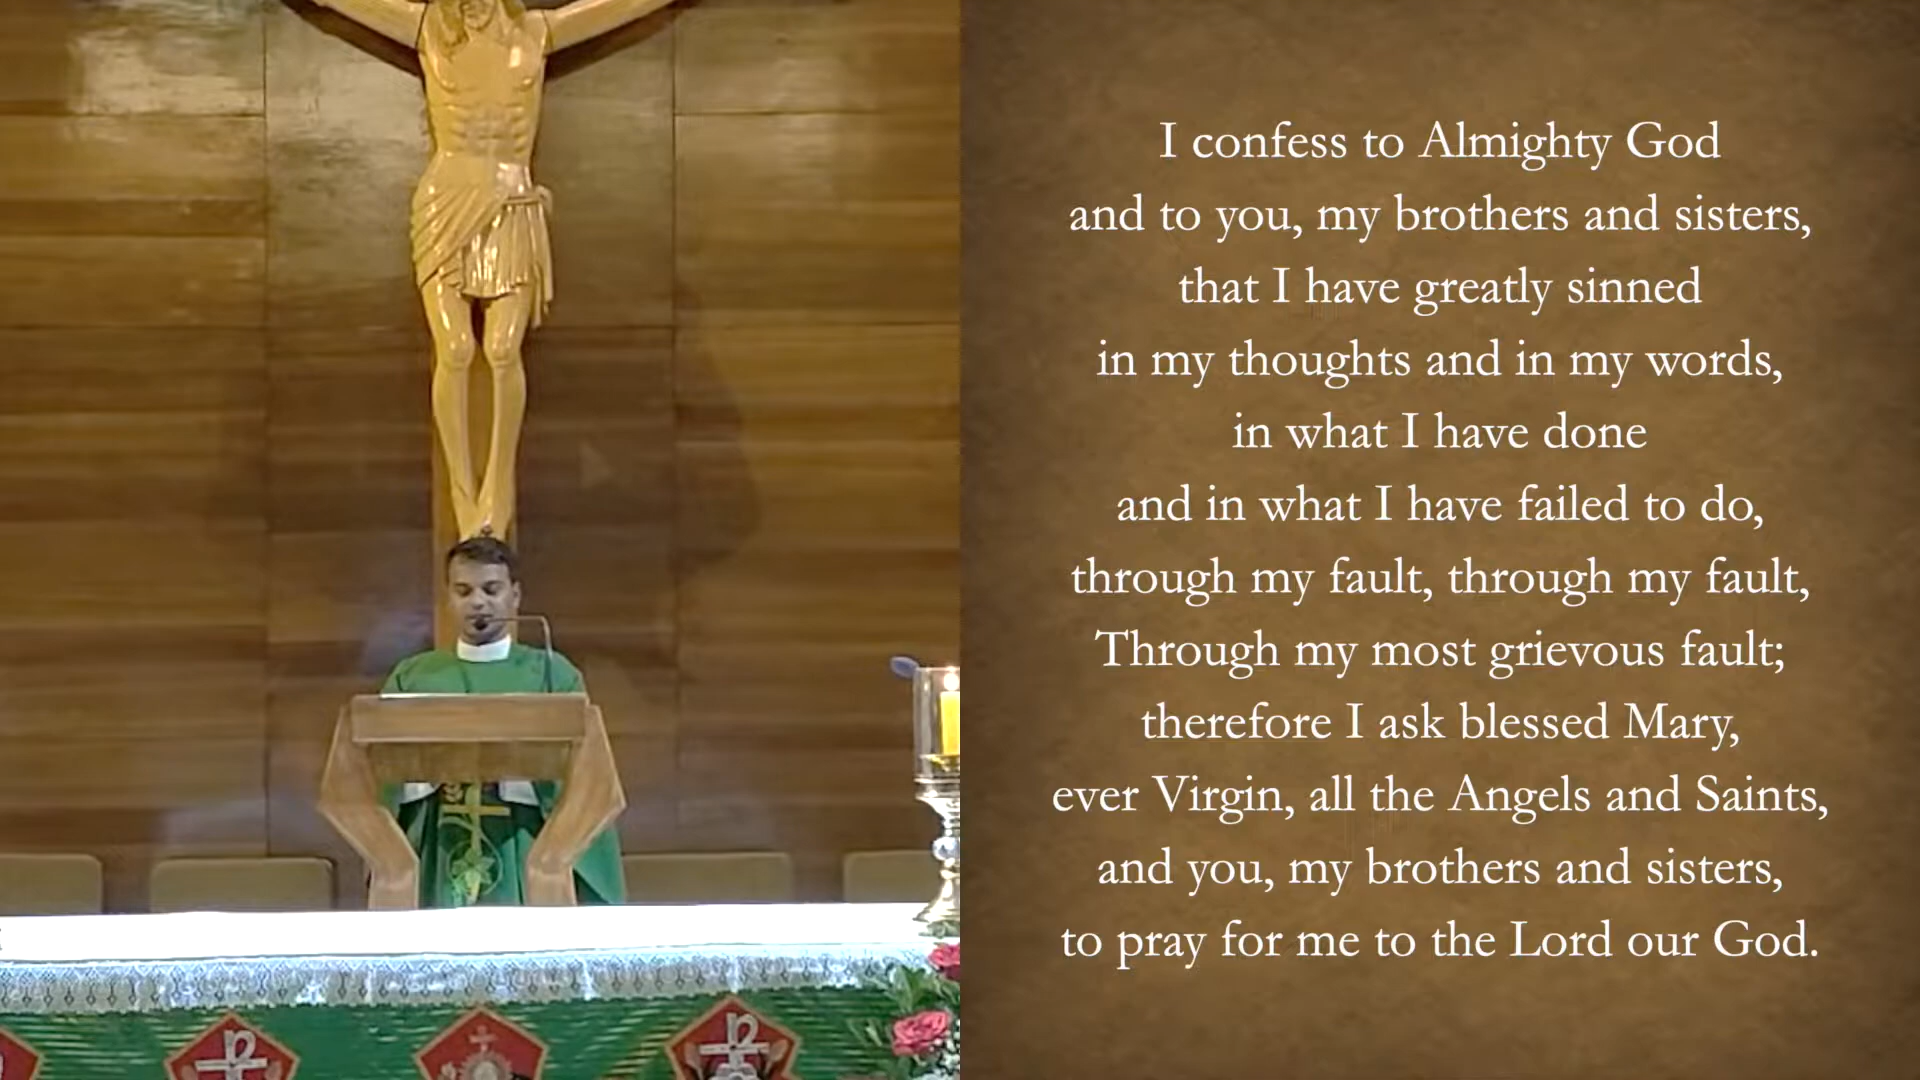 I confess to Almighty God
and to you, my brothers and sisters,
that I have greatly sinned
in my thoughts and in my words,
in what I have done
and in what I have failed to do,
through my fault, through my fault,
Through my most grievous fault;
therefore I ask blessed Mary,
ever Virgin, all the Angels and Saints,
and you, my brothers and sisters,
to pray for me to the Lord our God.